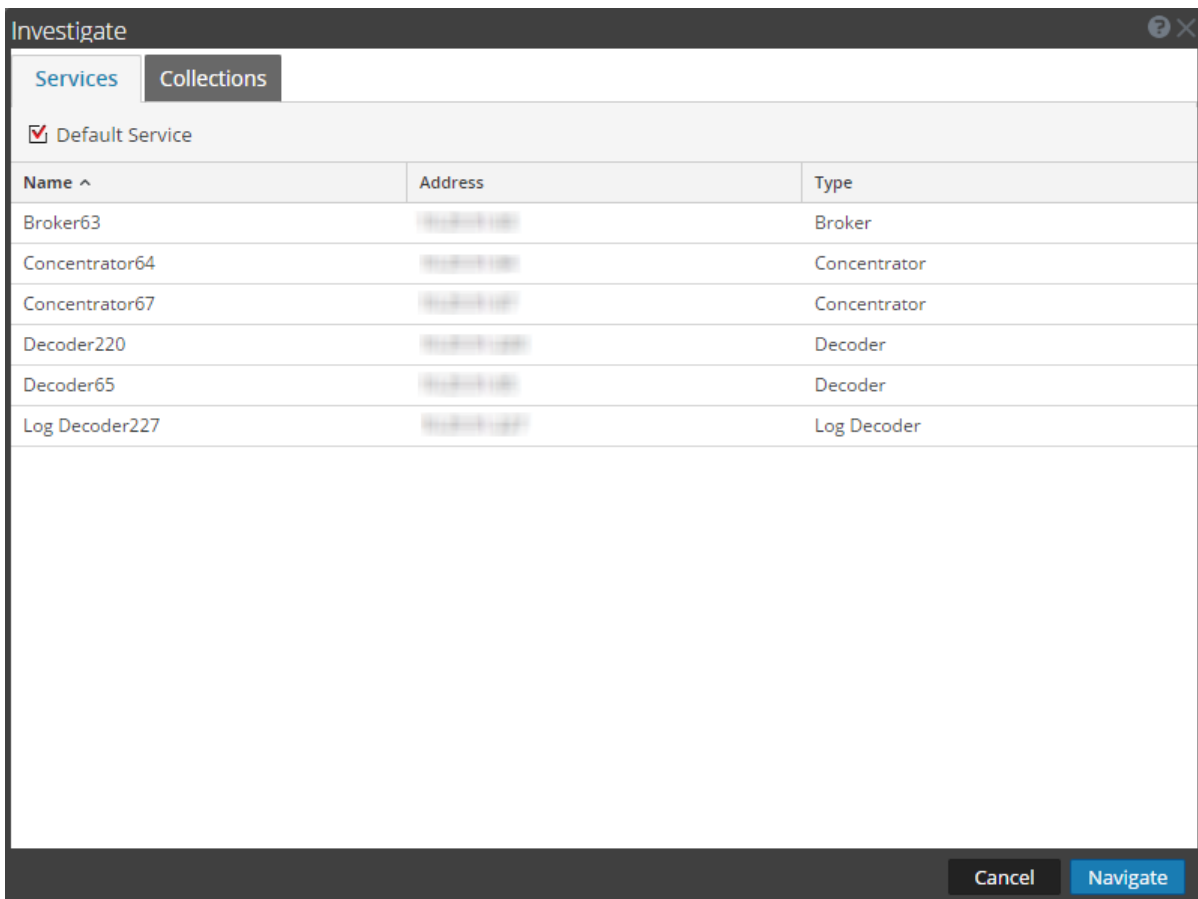 Investigate
Services Collections
Default Service
Name Address Type
Broker63 Broker
Concentrator64 Concentrator
Concentrator67 Concentrator
Decoder220 Decoder
Decoder65 Decoder
Log Decoder227 Log Decoder
Cancel Navigate